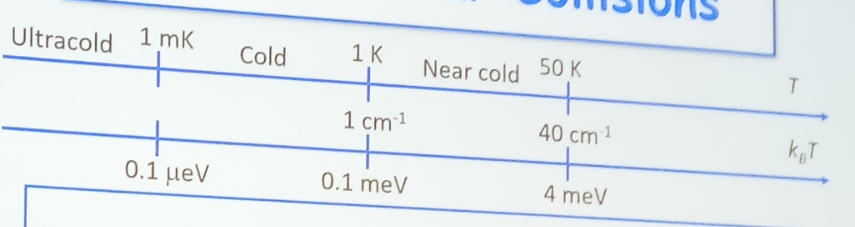 Collisions
Ultracold 1 mK Cold 1 K Near cold 50 K T
1 cm⁻¹ 40 cm⁻¹ k_BT
0.1 μeV 0.1 meV 4 meV